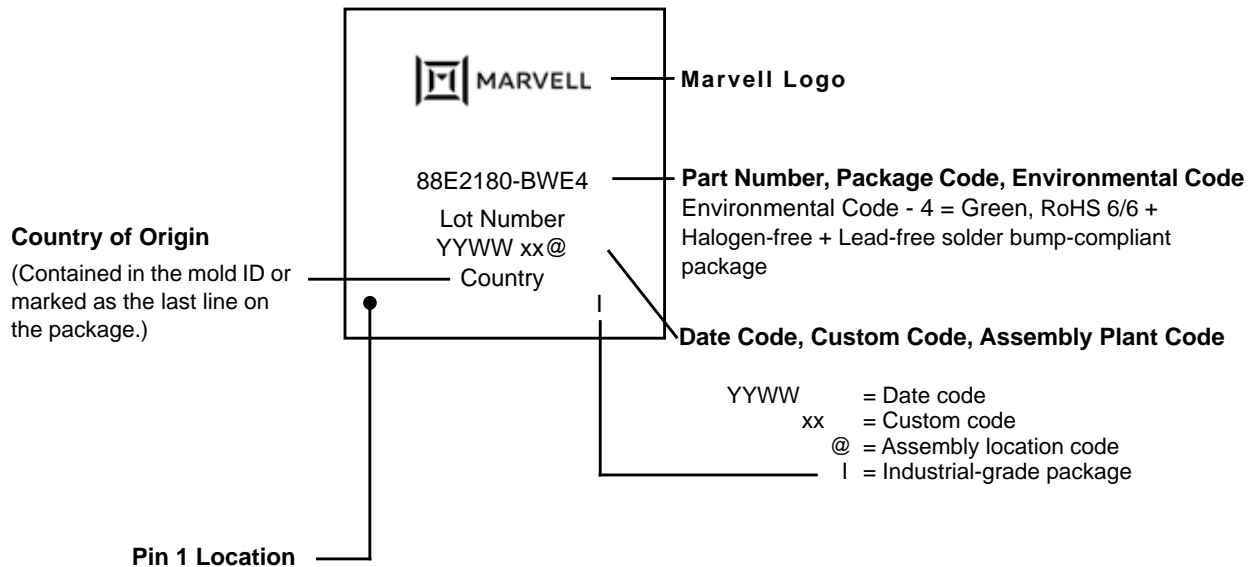 MARVELL
Marvell Logo
88E2180-BWE4
Part Number, Package Code, Environmental Code
Environmental Code - 4 = Green, RoHS 6/6 +
Halogen-free + Lead-free solder bump-compliant
package
Lot Number
YYWW xx@
Country
I
Country of Origin
(Contained in the mold ID or
marked as the last line on
the package.)
Date Code, Custom Code, Assembly Plant Code
YYWW = Date code
xx = Custom code
@ = Assembly location code
I = Industrial-grade package
Pin 1 Location